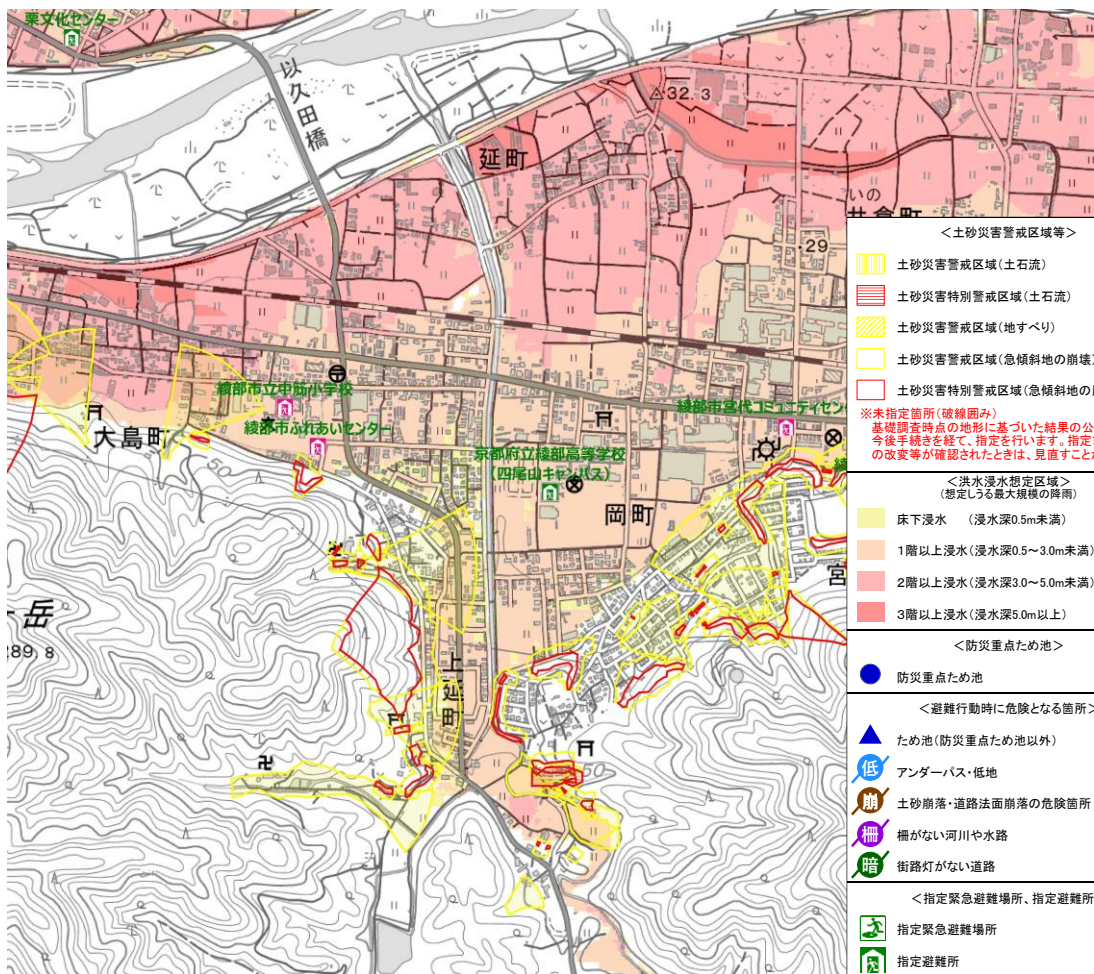 栗文化センター
以久田橋
32.3
延町
いの
井倉町
29
綾部市立中筋小学校
綾部市ふれあいセンター
大島町
綾部市宮代コミュニティセン
京都府立綾部高等学校
(四尾山キャンパス)
岡町
50
宮
岳
289.8
上延町
50
＜土砂災害警戒区域等＞
土砂災害警戒区域(土石流)
土砂災害特別警戒区域(土石流)
土砂災害警戒区域(地すべり)
土砂災害警戒区域(急傾斜地の崩壊)
土砂災害特別警戒区域(急傾斜地の崩
※未指定箇所(破線囲み)
基礎調査時点の地形に基づいた結果の公
今後手続きを経て、指定を行います。指定
の改変等が確認されたときは、見直すことが
＜洪水浸水想定区域＞
(想定しうる最大規模の降雨)
床下浸水　(浸水深0.5m未満)
1階以上浸水(浸水深0.5～3.0m未満)
2階以上浸水(浸水深3.0～5.0m未満)
3階以上浸水(浸水深5.0m以上)
＜防災重点ため池＞
防災重点ため池
＜避難行動時に危険となる箇所＞
ため池(防災重点ため池以外)
低 アンダーパス・低地
崩 土砂崩落・道路法面崩落の危険箇所
柵 柵がない河川や水路
暗 街路灯がない道路
＜指定緊急避難場所、指定避難所
指定緊急避難場所
指定避難所